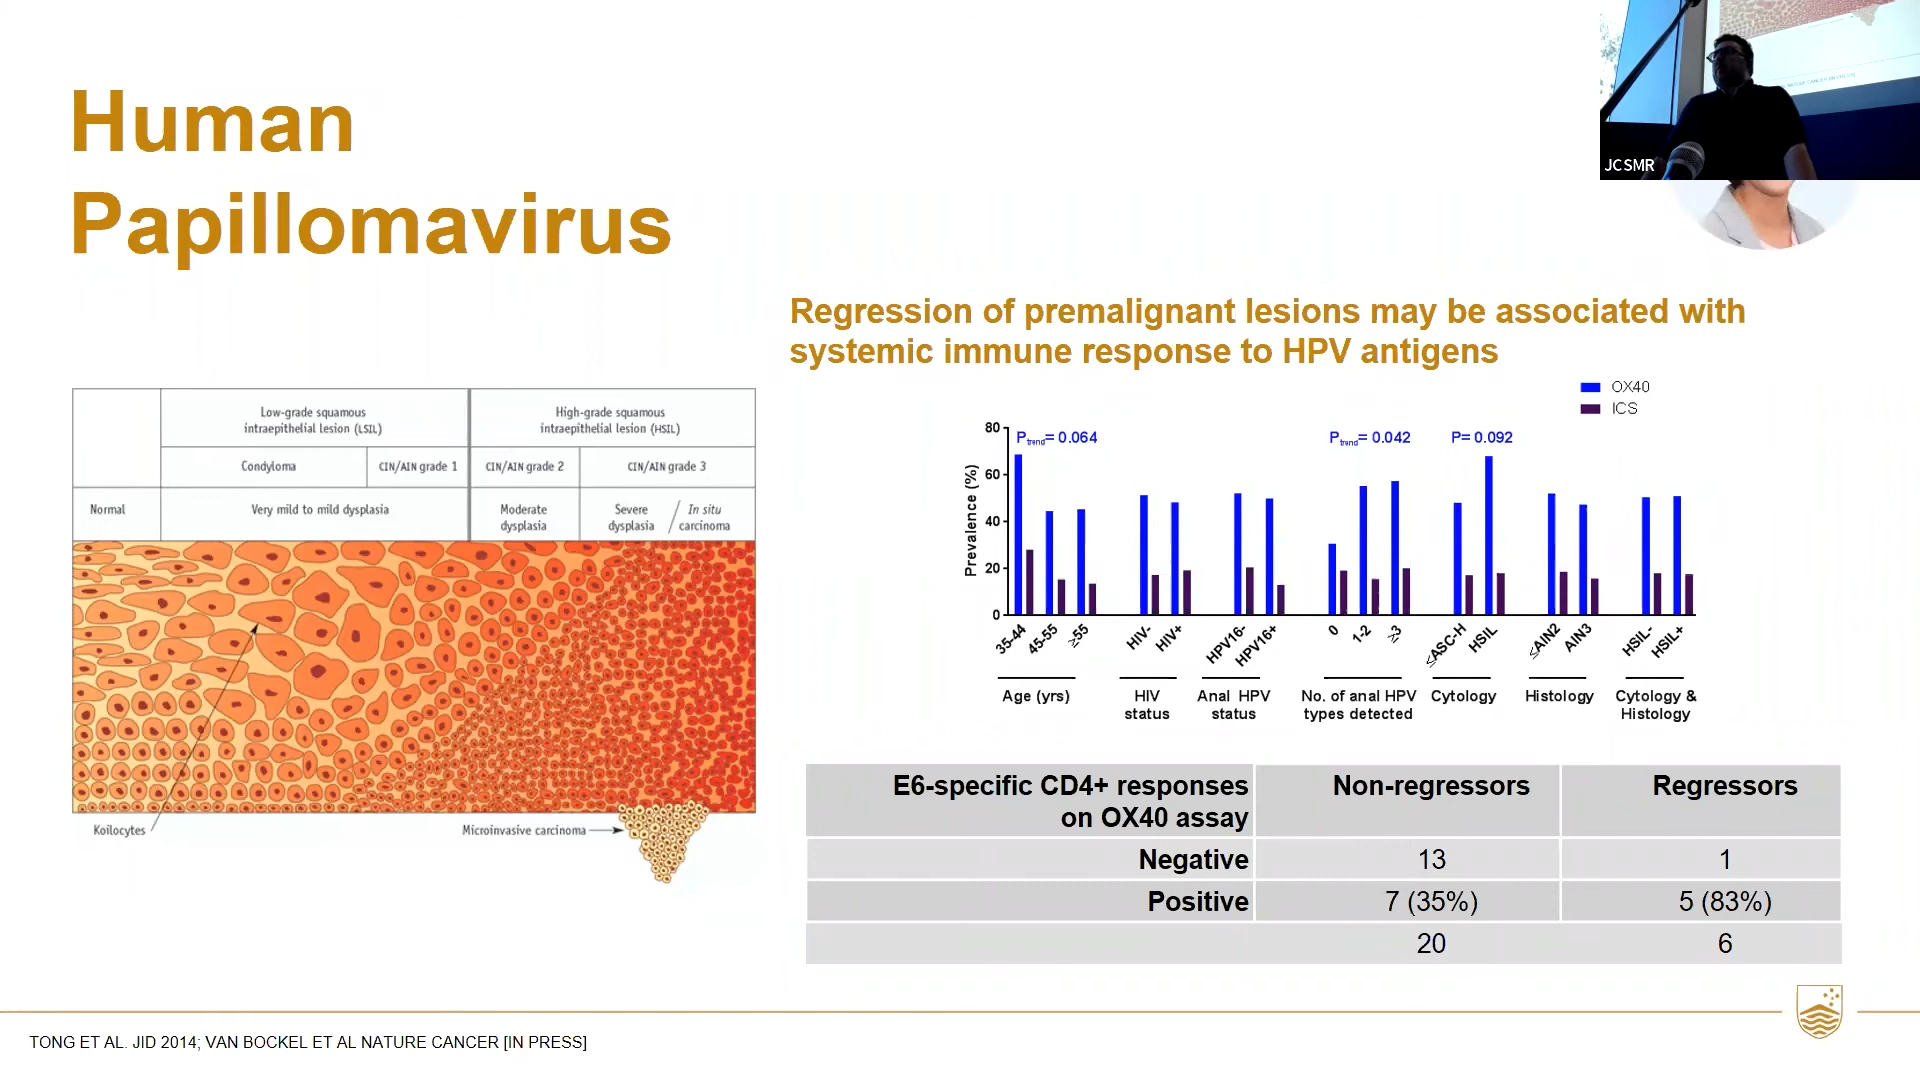 Human
Papillomavirus
JCSMR
Regression of premalignant lesions may be associated with
systemic immune response to HPV antigens
Low-grade squamous
intraepithelial lesion (LSIL)
High-grade squamous
intraepithelial lesion (HSIL)
Condyloma
CIN/AIN grade 1
CIN/AIN grade 2
CIN/AIN grade 3
Normal
Very mild to mild dysplasia
Moderate
dysplasia
Severe
dysplasia
/
In situ
carcinoma
Koilocytes
Microinvasive carcinoma
OX40
ICS
Ptrend= 0.064
Ptrend= 0.042
P= 0.092
Prevalence (%)
80
60
40
20
0
35-44
45-55
≥55
HIV-
HIV+
HPV16-
HPV16+
0
1-2
≥3
≤ASC-H
HSIL
≤AIN2
AIN3
HSIL-
HSIL+
Age (yrs)
HIV
status
Anal HPV
status
No. of anal HPV
types detected
Cytology
Histology
Cytology &
Histology
E6-specific CD4+ responses
on OX40 assay
Non-regressors
Regressors
Negative
13
1
Positive
7 (35%)
5 (83%)
20
6
TONG ET AL. JID 2014; VAN BOCKEL ET AL NATURE CANCER [IN PRESS]